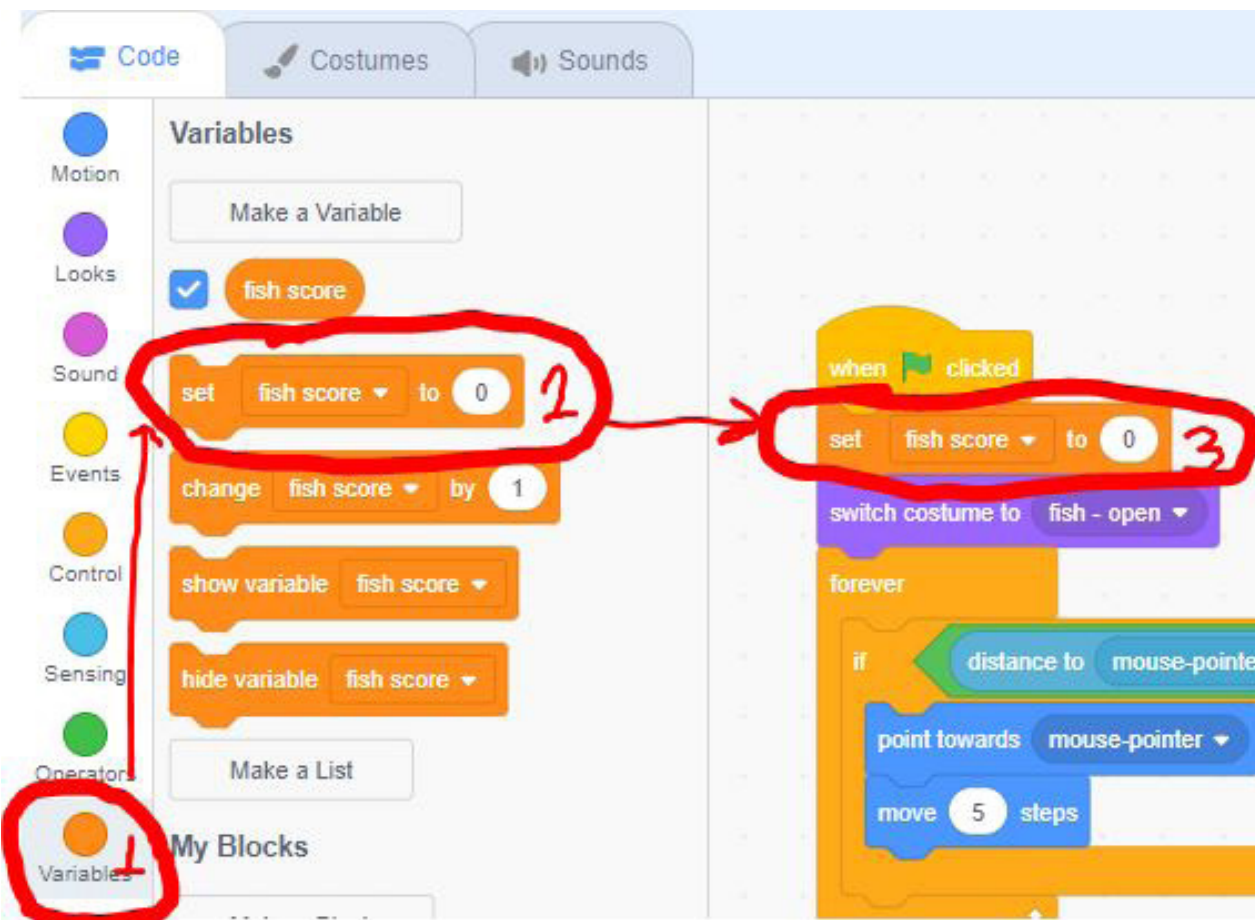 Code Costumes Sounds
Variables
Motion
Make a Variable
Looks
fish score
Sound
set fish score to 0 2
when clicked
set fish score to 0 3
Events
change fish score by 1
switch costume to fish - open
Control
show variable fish score
forever
Sensing
hide variable fish score
if distance to mouse-pointe
point towards mouse-pointer
Operators
Make a List
move 5 steps
Variables 1
My Blocks